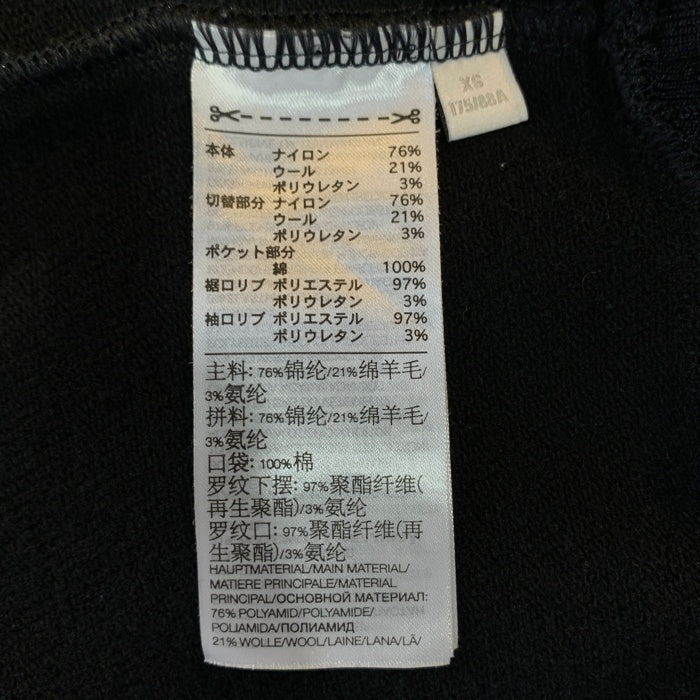 XS
175/88A
本体 ナイロン 76%
ウール 21%
ポリウレタン 3%
切替部分 ナイロン 76%
ウール 21%
ポリウレタン 3%
ポケット部分
綿 100%
裾ロリブ ポリエステル 97%
ポリウレタン 3%
袖ロリブ ポリエステル 97%
ポリウレタン 3%
主料: 76%锦纶/21%绵羊毛/
3%氨纶
拼料: 76%锦纶/21%绵羊毛/
3%氨纶
口袋: 100%棉
罗纹下摆: 97%聚酯纤维(
再生聚酯)/3%氨纶
罗纹口: 97%聚酯纤维(再
生聚酯)/3%氨纶
HAUPTMATERIAL/MAIN MATERIAL/
MATIERE PRINCIPALE/MATERIAL
PRINCIPAL/ОСНОВНОЙ МАТЕРИАЛ:
76% POLYAMID/POLYAMIDE/
POLIAMIDA/ПОЛИАМИД
21% WOLLE/WOOL/LAINE/LANA/LÃ/